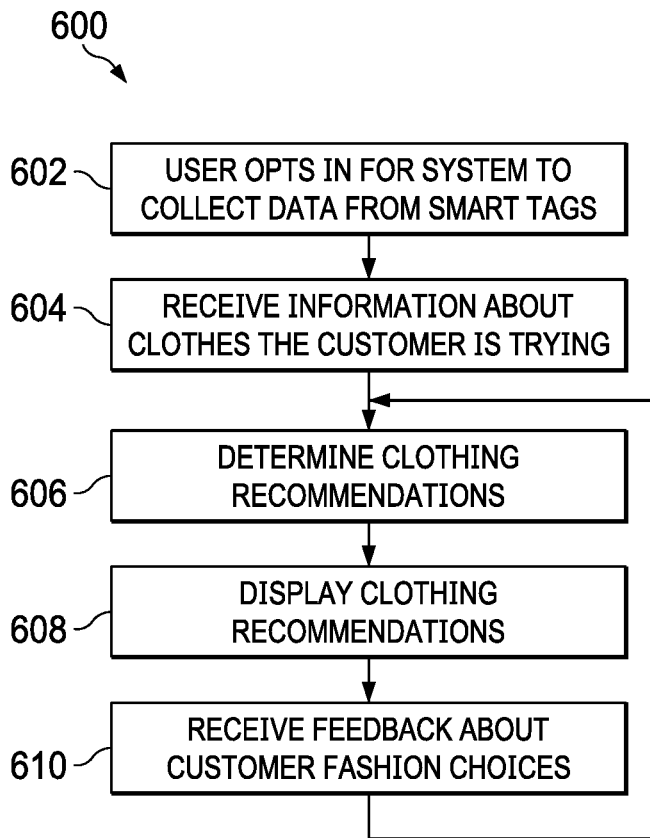 600
602
USER OPTS IN FOR SYSTEM TO
COLLECT DATA FROM SMART TAGS
604
RECEIVE INFORMATION ABOUT
CLOTHES THE CUSTOMER IS TRYING
606
DETERMINE CLOTHING
RECOMMENDATIONS
608
DISPLAY CLOTHING
RECOMMENDATIONS
610
RECEIVE FEEDBACK ABOUT
CUSTOMER FASHION CHOICES